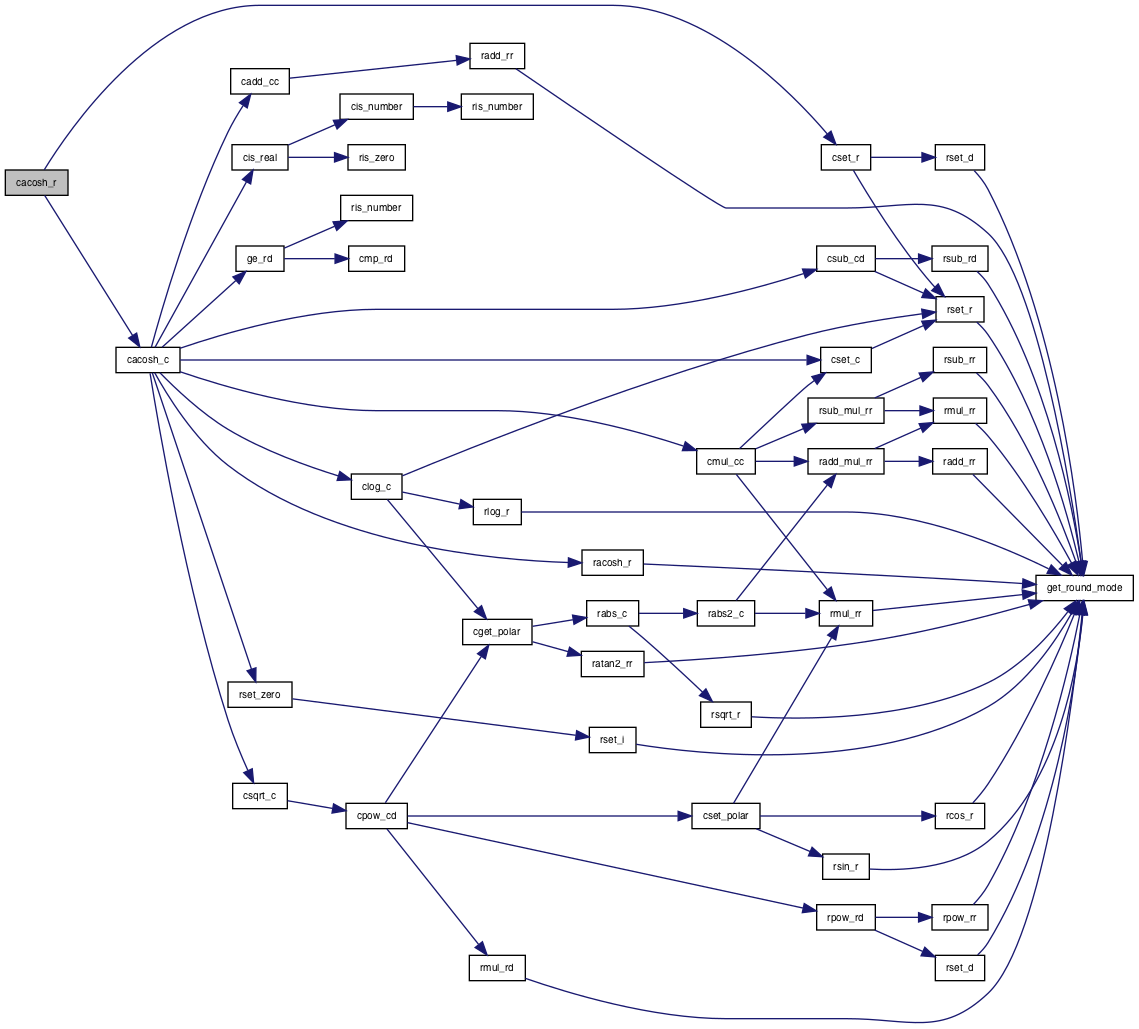 radd_rr
cadd_cc
cis_number
ris_number
cis_real
ris_zero
cset_r
rset_d
cacosh_r
ris_number
ge_rd
cmp_rd
csub_cd
rsub_rd
rset_r
cacosh_c
cset_c
rsub_rr
rsub_mul_rr
rmul_rr
cmul_cc
radd_mul_rr
radd_rr
clog_c
rlog_r
racosh_r
get_round_mode
rabs_c
rabs2_c
rmul_rr
cget_polar
ratan2_rr
rset_zero
rsqrt_r
rset_i
csqrt_c
cpow_cd
cset_polar
rcos_r
rsin_r
rpow_rd
rpow_rr
rmul_rd
rset_d